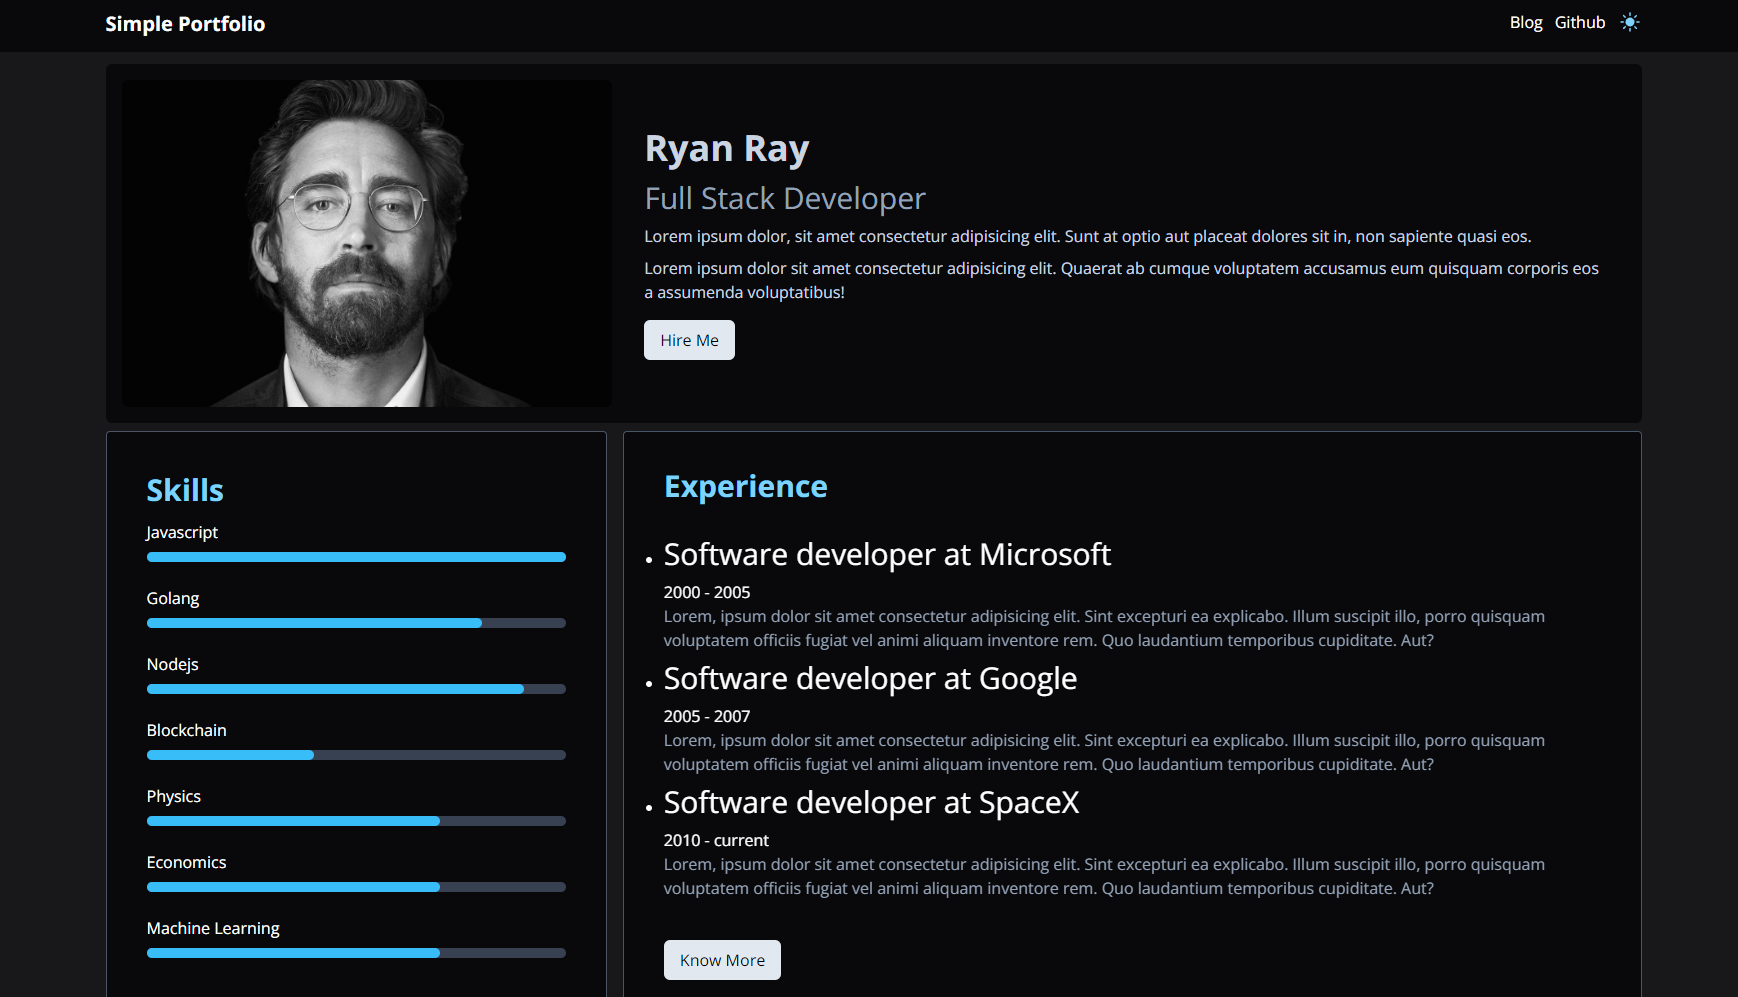 Simple Portfolio
Blog Github
Ryan Ray
Full Stack Developer
Lorem ipsum dolor, sit amet consectetur adipisicing elit. Sunt at optio aut placeat dolores sit in, non sapiente quasi eos.
Lorem ipsum dolor sit amet consectetur adipisicing elit. Quaerat ab cumque voluptatem accusamus eum quisquam corporis eos
a assumenda voluptatibus!
Hire Me
Skills
Javascript
Golang
Nodejs
Blockchain
Physics
Economics
Machine Learning
Experience
Software developer at Microsoft
2000 - 2005
Lorem, ipsum dolor sit amet consectetur adipisicing elit. Sint excepturi ea explicabo. Illum suscipit illo, porro quisquam
voluptatem officiis fugiat vel animi aliquam inventore rem. Quo laudantium temporibus cupiditate. Aut?
Software developer at Google
2005 - 2007
Lorem, ipsum dolor sit amet consectetur adipisicing elit. Sint excepturi ea explicabo. Illum suscipit illo, porro quisquam
voluptatem officiis fugiat vel animi aliquam inventore rem. Quo laudantium temporibus cupiditate. Aut?
Software developer at SpaceX
2010 - current
Lorem, ipsum dolor sit amet consectetur adipisicing elit. Sint excepturi ea explicabo. Illum suscipit illo, porro quisquam
voluptatem officiis fugiat vel animi aliquam inventore rem. Quo laudantium temporibus cupiditate. Aut?
Know More